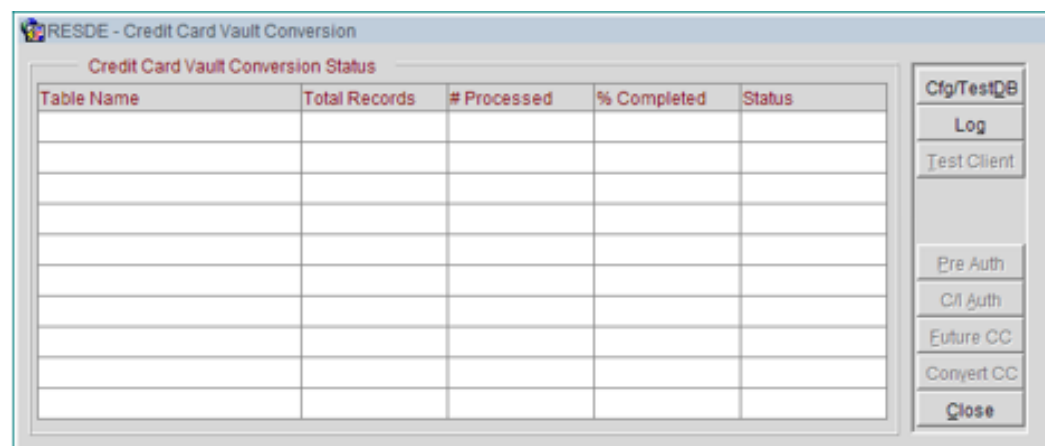 RESDE - Credit Card Vault Conversion
Credit Card Vault Conversion Status
Table Name Total Records # Processed % Completed Status
Cfg/TestDB
Log
Test Client
Pre Auth
C/I Auth
Future CC
Convert CC
Close